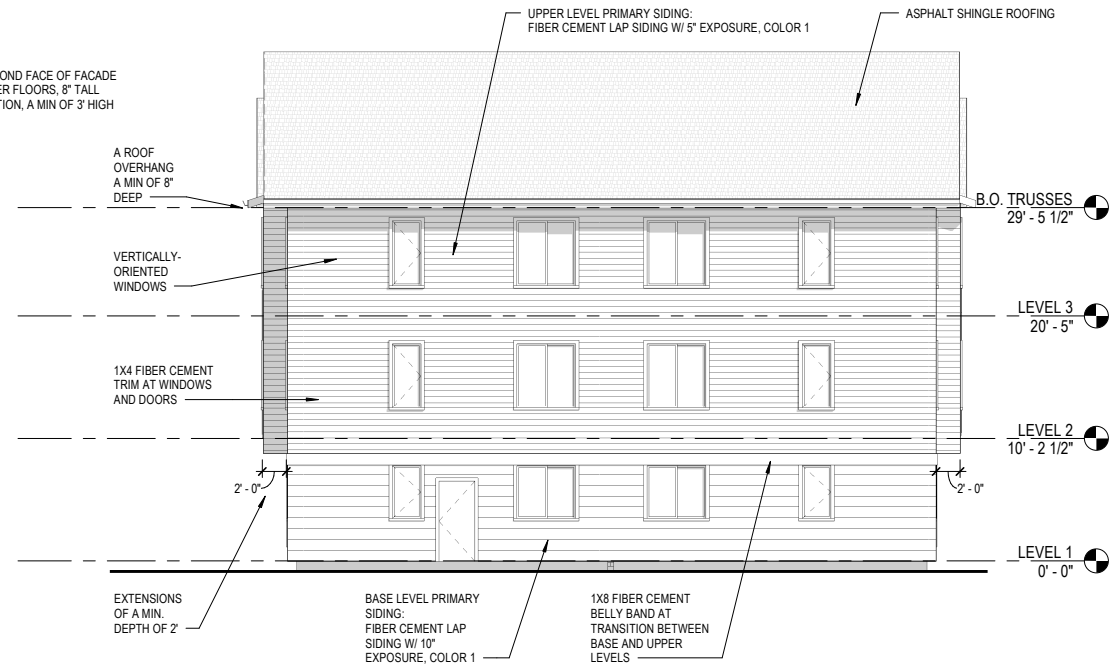 UPPER LEVEL PRIMARY SIDING:
FIBER CEMENT LAP SIDING W/ 5" EXPOSURE, COLOR 1
ASPHALT SHINGLE ROOFING
FACE OF FACADE
FLOORS, 8" TALL
A MIN OF 3' HIGH
A ROOF
OVERHANG
A MIN OF 8"
DEEP
B.O. TRUSSES
29' - 5 1/2"
VERTICALLY-
ORIENTED
WINDOWS
LEVEL 3
20' - 5"
1X4 FIBER CEMENT
TRIM AT WINDOWS
AND DOORS
LEVEL 2
10' - 2 1/2"
2' - 0"
2' - 0"
LEVEL 1
0' - 0"
EXTENSIONS
OF A MIN.
DEPTH OF 2'
BASE LEVEL PRIMARY
SIDING:
FIBER CEMENT LAP
SIDING W/ 10"
EXPOSURE, COLOR 1
1X8 FIBER CEMENT
BELLY BAND AT
TRANSITION BETWEEN
BASE AND UPPER
LEVELS